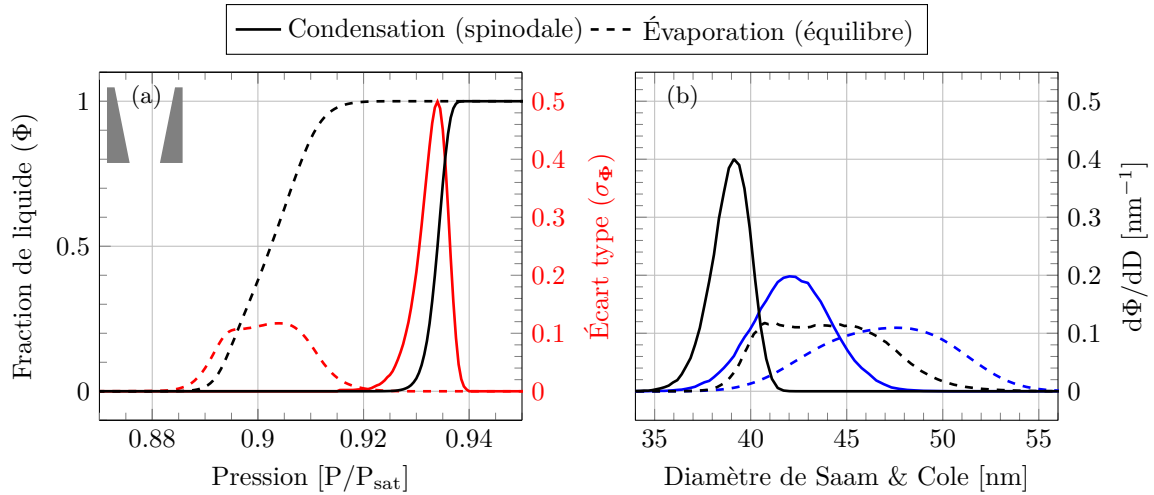 Condensation (spinodale) Évaporation (équilibre)
(a)
Fraction de liquide (Φ)
0
0.5
1
0.88 0.9 0.92 0.94
Pression [P/Psat]
0
0.1
0.2
0.3
0.4
0.5
Écart type (σΦ)
(b)
35 40 45 50 55
Diamètre de Saam & Cole [nm]
0
0.1
0.2
0.3
0.4
0.5
dΦ/dD [nm⁻¹]